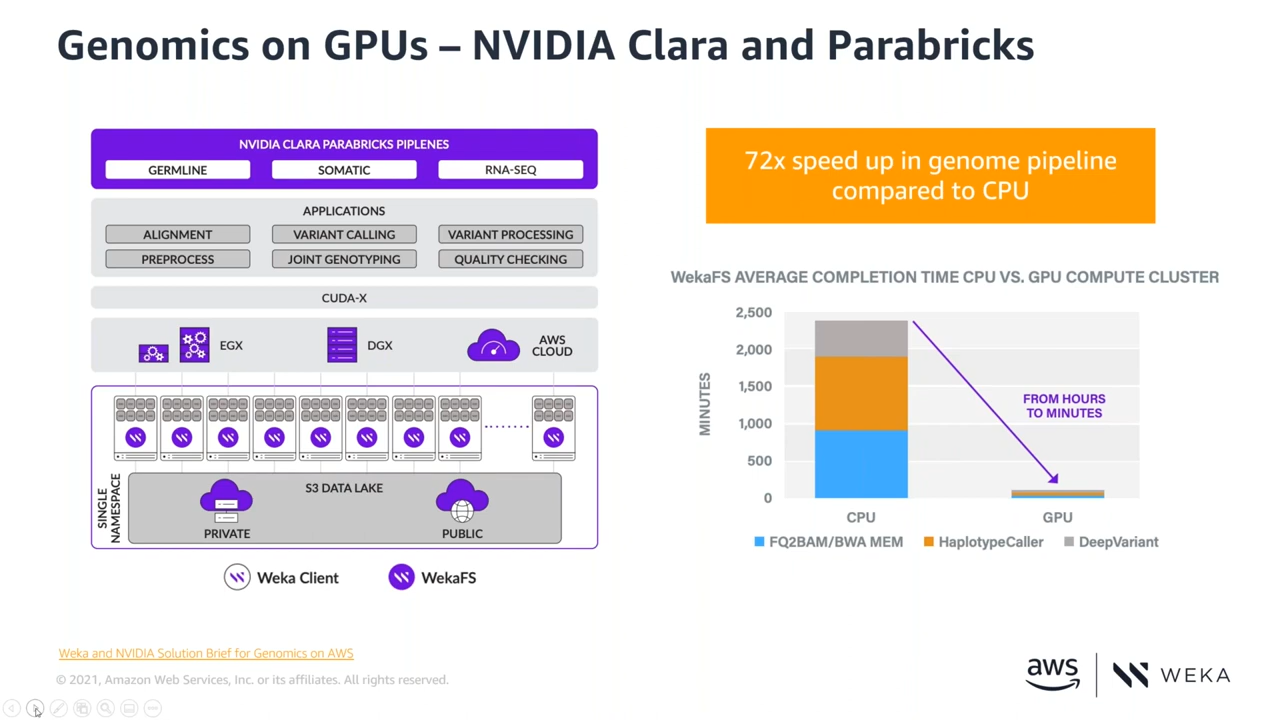 Genomics on GPUs – NVIDIA Clara and Parabricks
NVIDIA CLARA PARABRICKS PIPLENES
GERMLINE
SOMATIC
RNA-SEQ
APPLICATIONS
ALIGNMENT
VARIANT CALLING
VARIANT PROCESSING
PREPROCESS
JOINT GENOTYPING
QUALITY CHECKING
CUDA-X
EGX
DGX
AWS
CLOUD
SINGLE
NAMESPACE
S3 DATA LAKE
PRIVATE
PUBLIC
Weka Client
WekaFS
72x speed up in genome pipeline
compared to CPU
WekaFS AVERAGE COMPLETION TIME CPU VS. GPU COMPUTE CLUSTER
MINUTES
2,500
2,000
1,500
1,000
500
0
FROM HOURS
TO MINUTES
CPU
GPU
FQ2BAM/BWA MEM
HaplotypeCaller
DeepVariant
Weka and NVIDIA Solution Brief for Genomics on AWS
© 2021, Amazon Web Services, Inc. or its affiliates. All rights reserved.
aws
WEKA